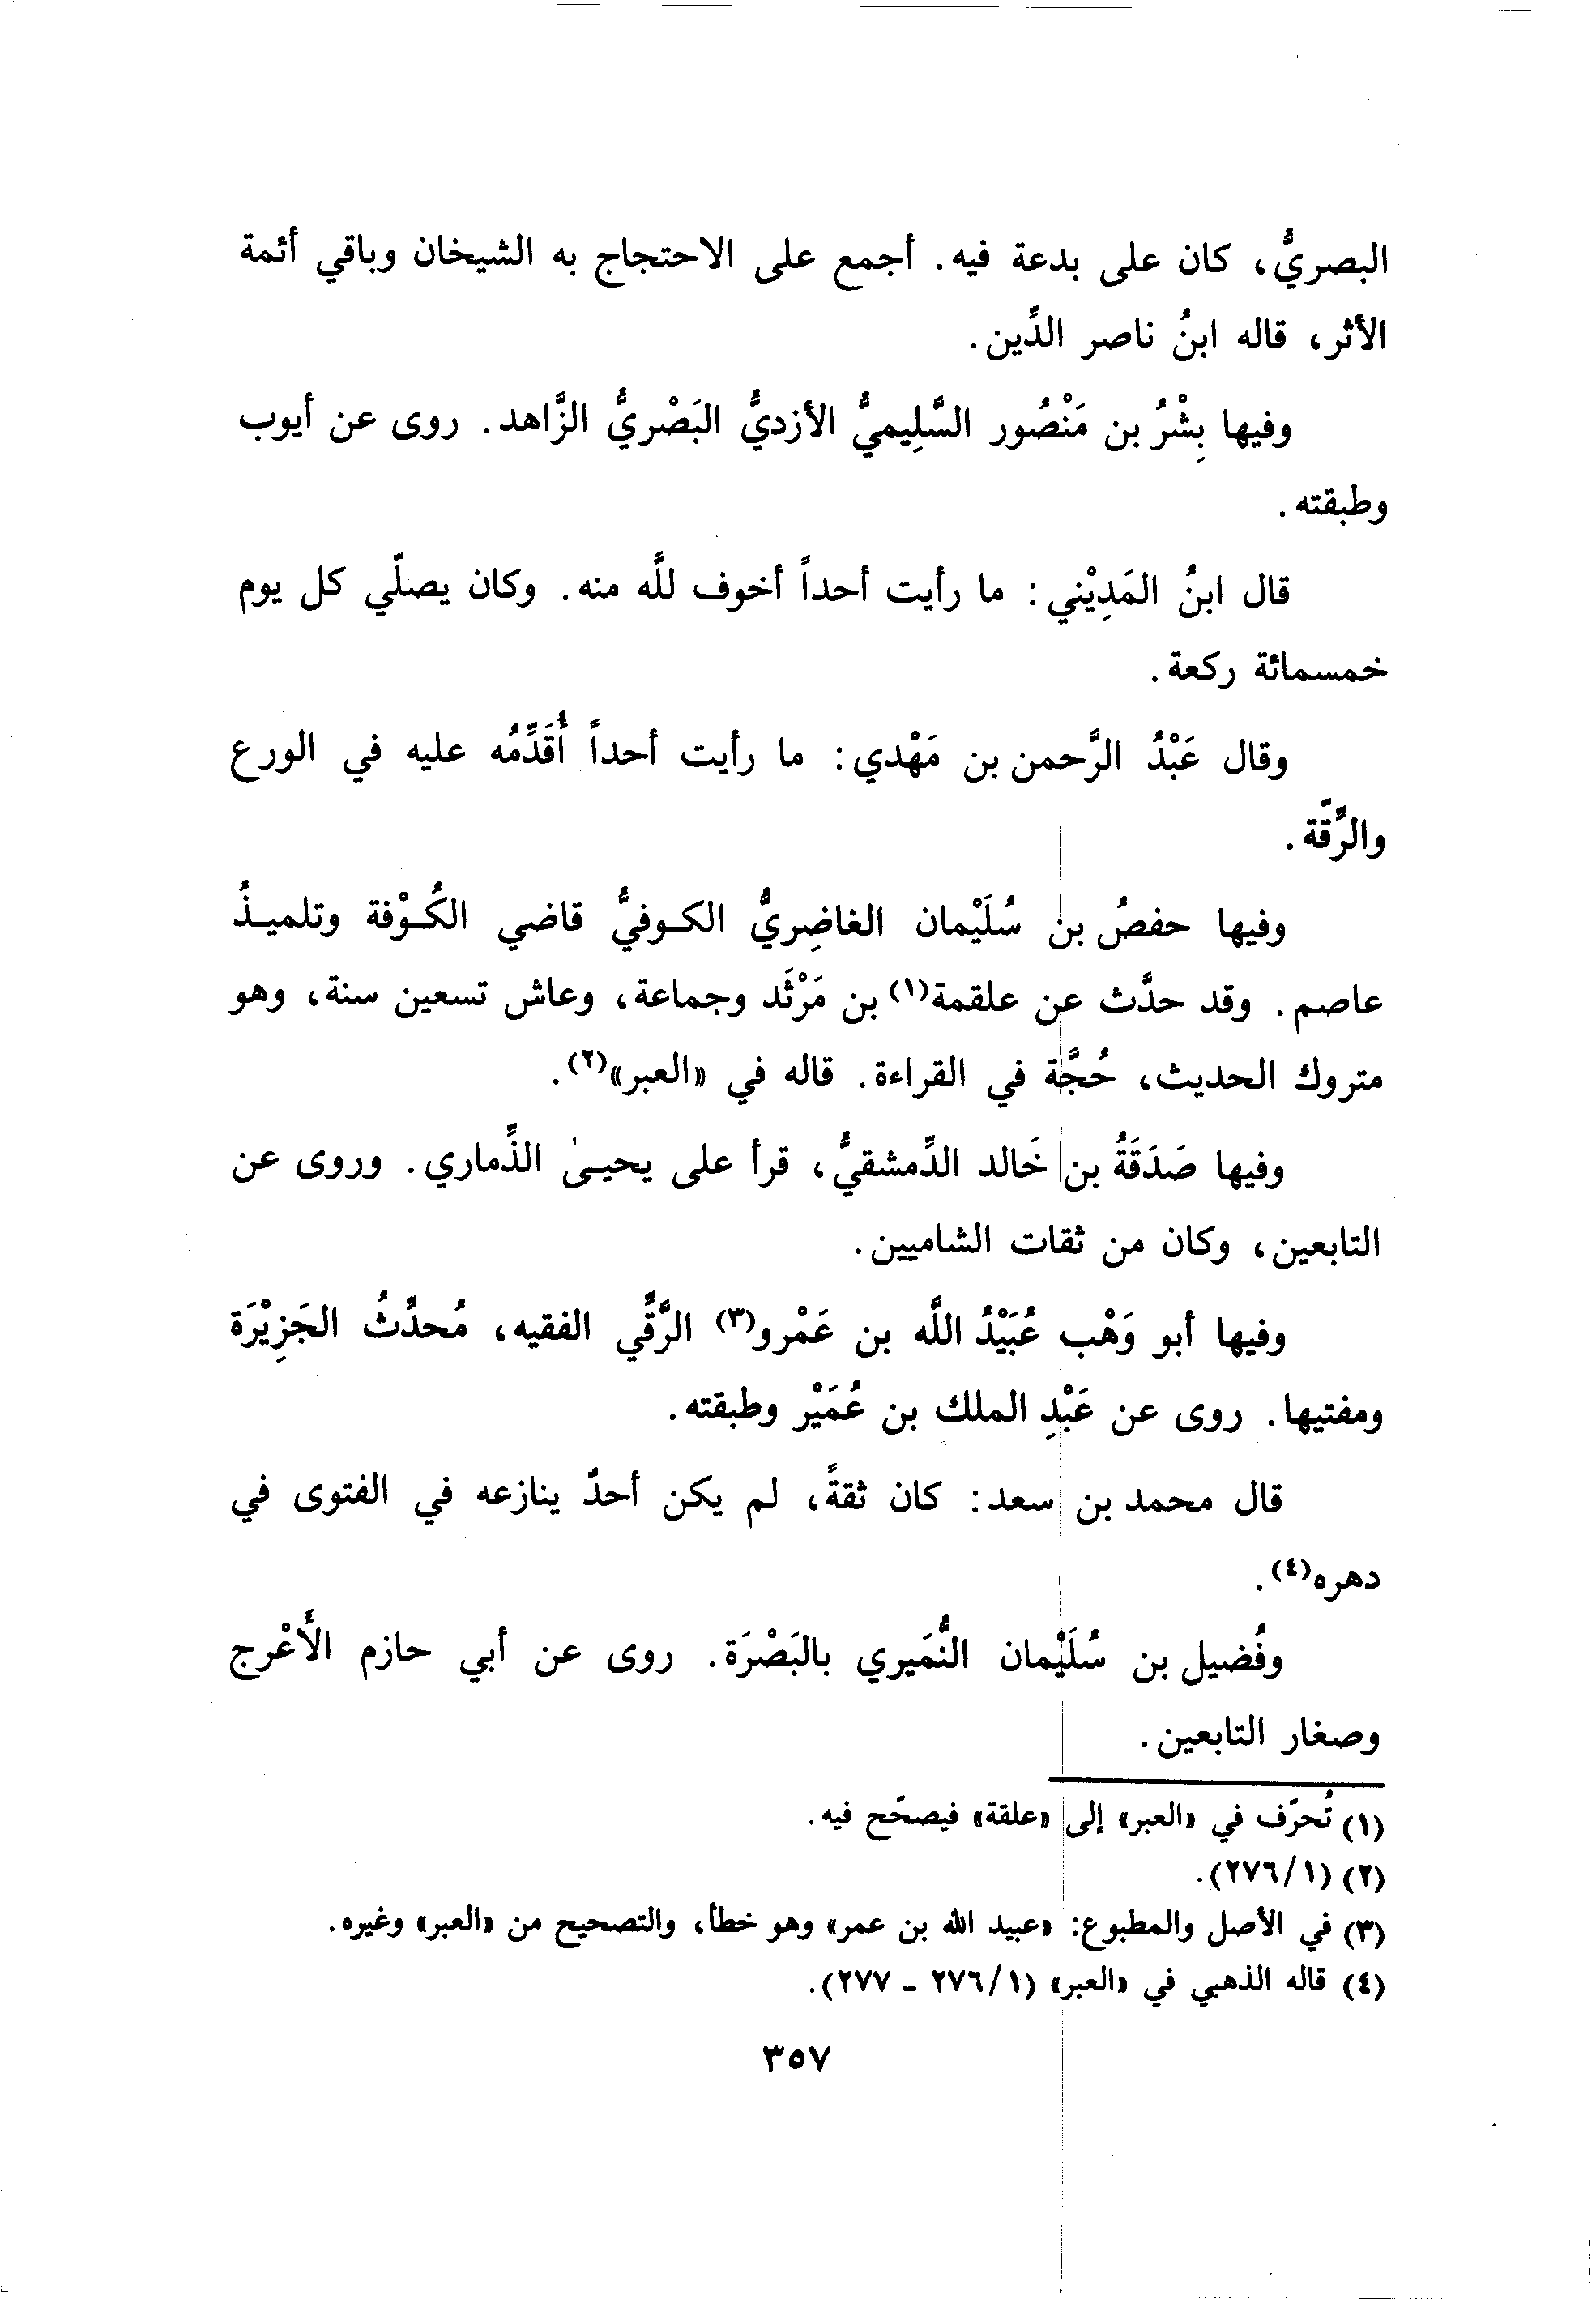 البصريُّ، كان على بدعة فيه. أجمع على الاحتجاج به الشيخان وباقي أئمة
الأثر، قاله ابنُ ناصر الدِّين.
وفيها بِشْرُ بن مَنْصُور السَّلِيميُّ الأزديُّ البَصْريُّ الزَّاهد. روى عن أيوب
وطبقته.
قال ابنُ المَدِيْني: ما رأيت أحداً أخوف للَّه منه. وكان يصلّي كل يوم
خمسمائة ركعة.
وقال عَبْدُ الرَّحمن بن مَهْدي: ما رأيت أحداً أُقَدِّمُه عليه في الورع
والرِّقّة.
وفيها حفصُ بن سُلَيْمان الغاضِريُّ الكـوفيُّ قاضي الكُـوْفة وتلميـذُ
عاصم. وقد حدَّث عن علقمة(١) بن مَرْثَد وجماعة، وعاش تسعين سنة، وهو
متروك الحديث، حُجَّة في القراءة. قاله في «العبر»(٢).
وفيها صَدَقَةُ بن خَالد الدِّمشقيُّ، قرأ على يحيـىٰ الذِّماري. وروى عن
التابعين، وكان من ثقات الشاميين.
وفيها أبو وَهْب عُبَيْدُ اللَّه بن عَمْرو(٣) الرَّقِّي الفقيه، مُحدِّثُ الجَزِيْرَة
ومفتيها. روى عن عَبْدِ الملك بن عُمَيْر وطبقته.
قال محمد بن سعد: كان ثقةً، لم يكن أحدٌ ينازعه في الفتوى في
دهره(٤).
وفُضيل بن سُلَيْمان النُّمَيري بالبَصْرَة. روى عن أبي حازم الأَعْرج
وصغار التابعين.
(١) تُحرّف في «العبر» إلى «علقة» فيصحّح فيه.
(٢) (٢٧٦/١).
(٣) في الأصل والمطبوع: «عبيد الله بن عمر» وهو خطأ، والتصحيح من «العبر» وغيره.
(٤) قاله الذهبي في «العبر» (٢٧٦/١ - ٢٧٧).
٣٥٧